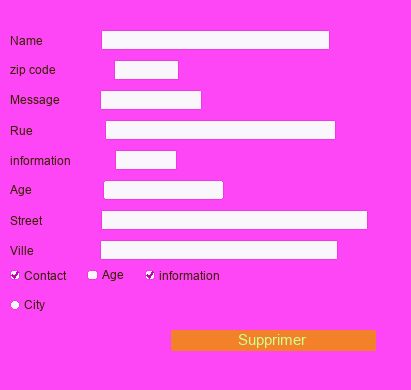 Name
zip code
Message
Rue
information
Age
Street
Ville
Contact Age information
City
Supprimer